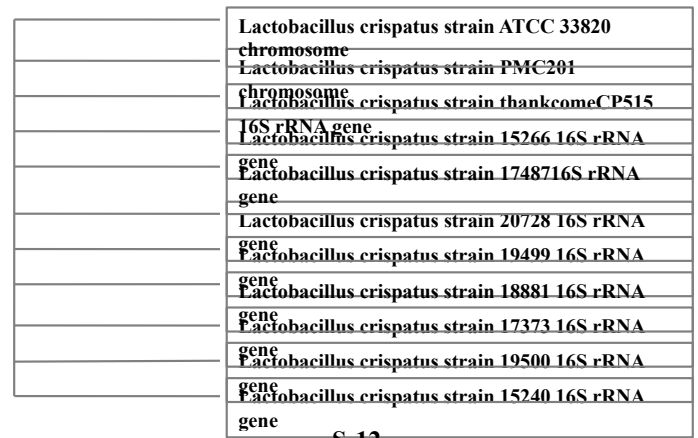 Lactobacillus crispatus strain ATCC 33820
chromosome
Lactobacillus crispatus strain PMC201
chromosome
Lactobacillus crispatus strain thankcomeCP515
16S rRNA gene
Lactobacillus crispatus strain 15266 16S rRNA
gene
Lactobacillus crispatus strain 1748716S rRNA
gene
Lactobacillus crispatus strain 20728 16S rRNA
gene
Lactobacillus crispatus strain 19499 16S rRNA
gene
Lactobacillus crispatus strain 18881 16S rRNA
gene
Lactobacillus crispatus strain 17373 16S rRNA
gene
Lactobacillus crispatus strain 19500 16S rRNA
gene
Lactobacillus crispatus strain 15240 16S rRNA
gene
S-12